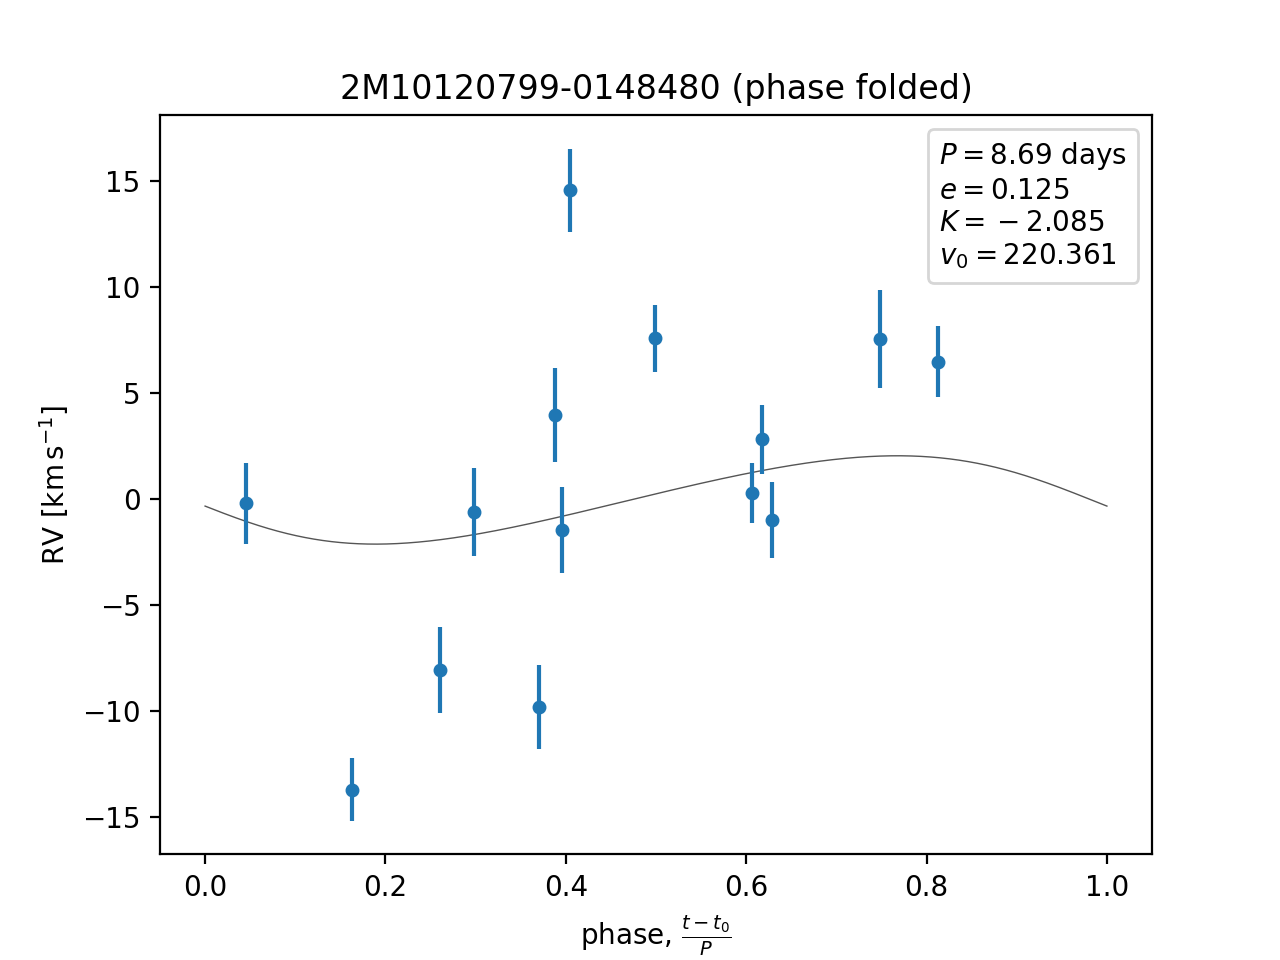 2M10120799-0148480 (phase folded)
P = 8.69 days
e = 0.125
K = −2.085
v₀ = 220.361
15
10
5
0
−5
−10
−15
RV [km s⁻¹]
0.0 0.2 0.4 0.6 0.8 1.0
phase, (t − t₀)/P